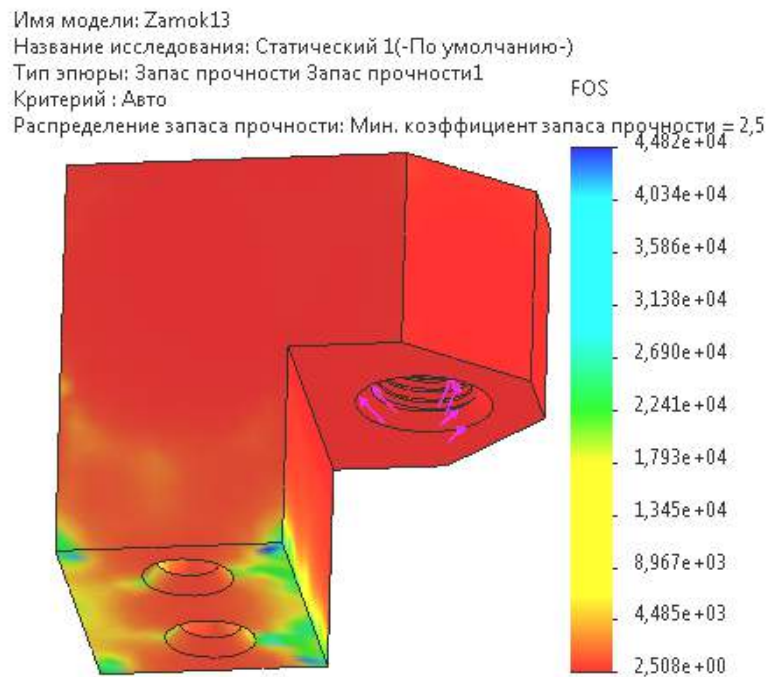 Имя модели: Zamok13
Название исследования: Статический 1(-По умолчанию-)
Тип эпюры: Запас прочности Запас прочности1
Критерий : Авто
Распределение запаса прочности: Мин. коэффициент запаса прочности = 2,5
FOS
4,482e+04
4,034e+04
3,586e+04
3,138e+04
2,690e+04
2,241e+04
1,793e+04
1,345e+04
8,967e+03
4,485e+03
2,508e+00